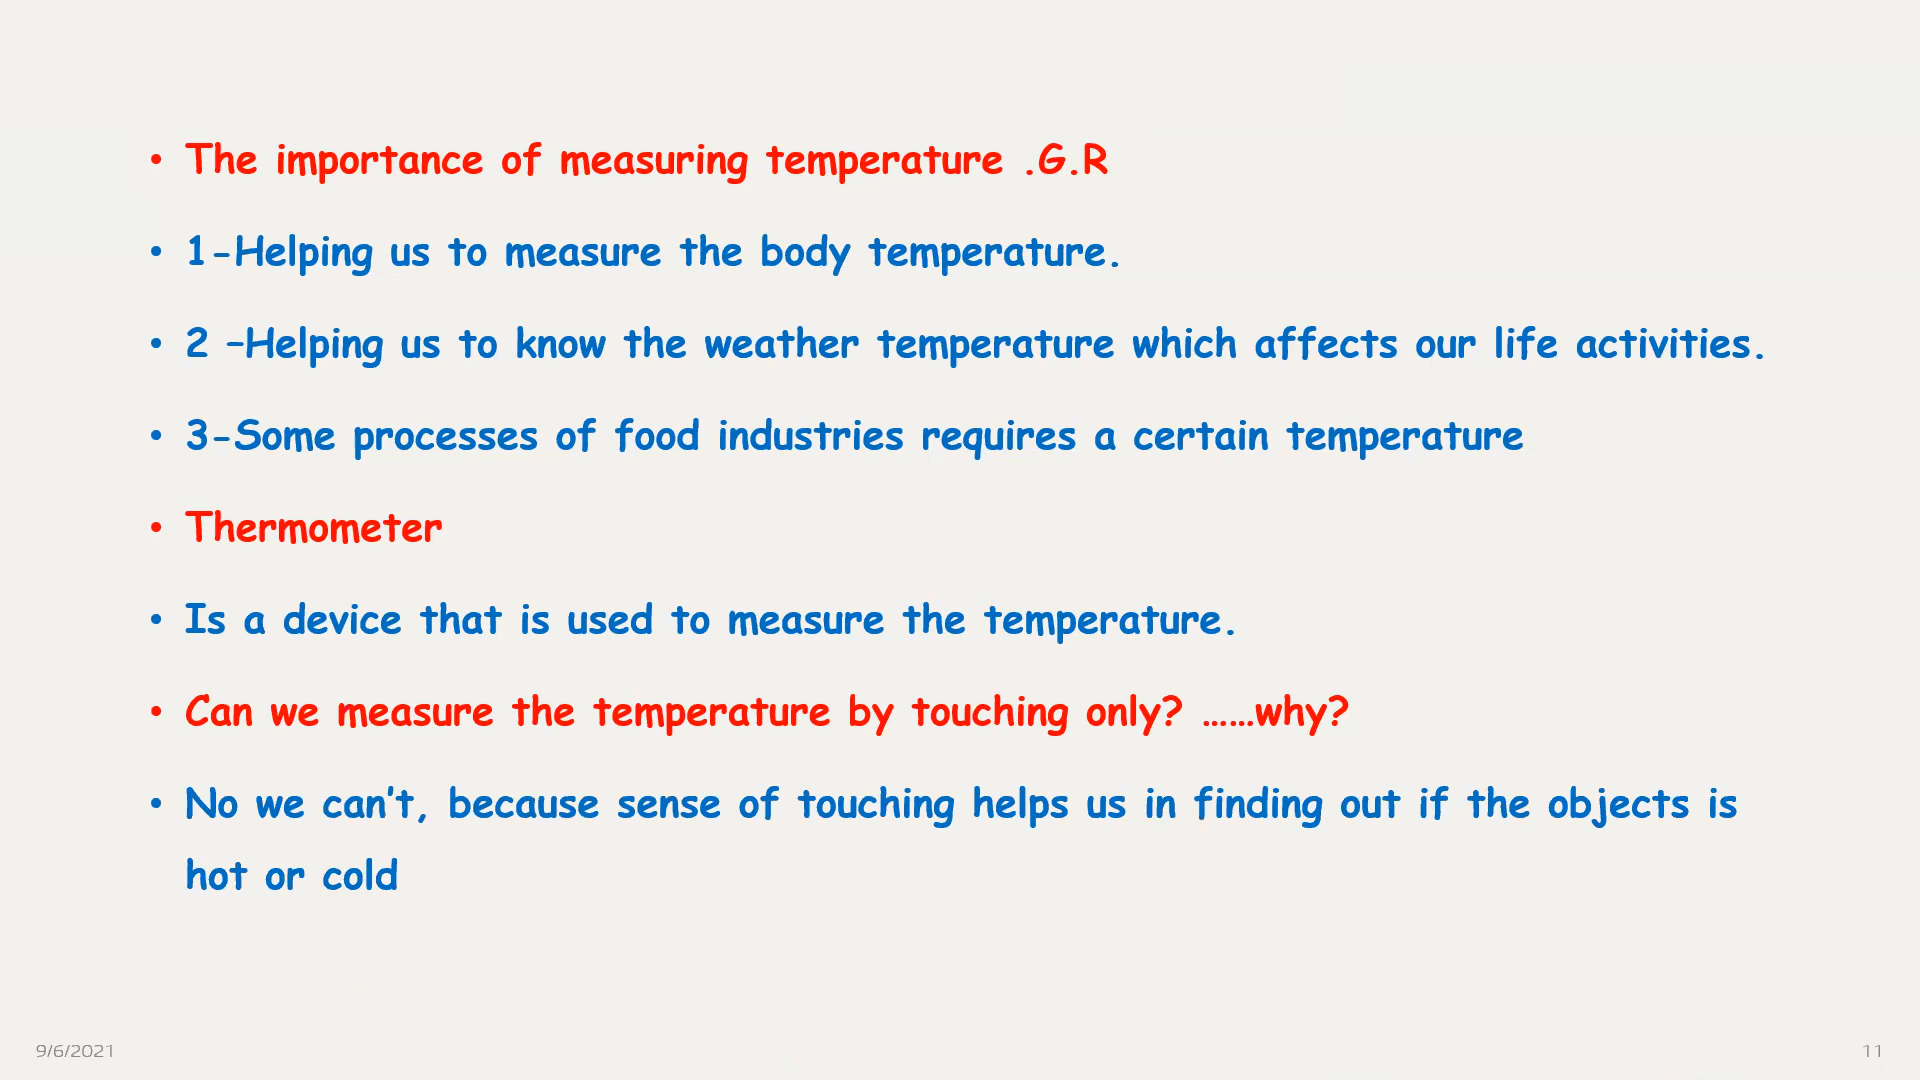 • The importance of measuring temperature .G.R
• 1-Helping us to measure the body temperature.
• 2 –Helping us to know the weather temperature which affects our life activities.
• 3-Some processes of food industries requires a certain temperature
• Thermometer
• Is a device that is used to measure the temperature.
• Can we measure the temperature by touching only? ……why?
• No we can't, because sense of touching helps us in finding out if the objects is
hot or cold
9/6/2021
11